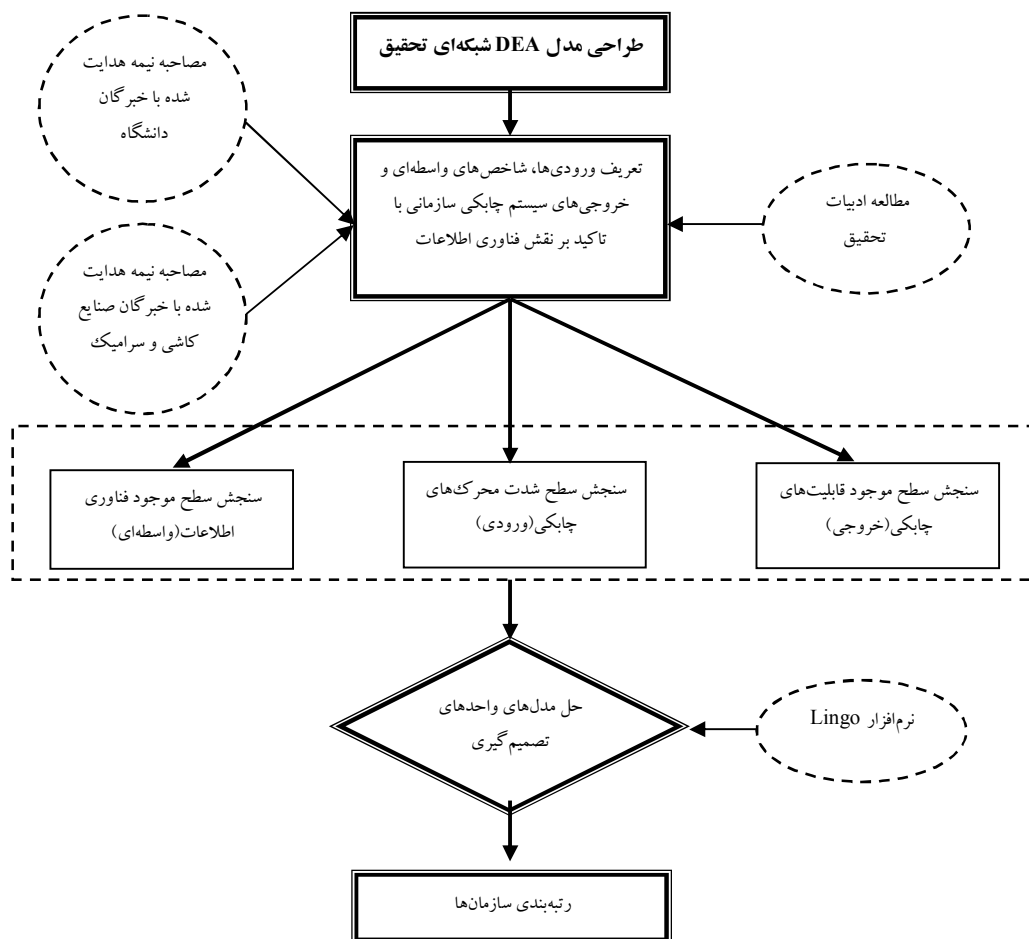 طراحی مدل DEA شبکه‌ای تحقیق
مصاحبه نیمه هدایت
شده با خبرگان
دانشگاه
تعریف ورودی‌ها، شاخص‌های واسطه‌ای و
خروجی‌های سیستم چابکی سازمانی با
تاکید بر نقش فناوری اطلاعات
مطالعه ادبیات
تحقیق
مصاحبه نیمه هدایت
شده با خبرگان صنایع
کاشی و سرامیک
سنجش سطح موجود قابلیت‌های
چابکی(خروجی)
سنجش سطح شدت محرک‌های
چابکی(ورودی)
سنجش سطح موجود فناوری
اطلاعات(واسطه‌ای)
حل مدل‌های واحدهای
تصمیم‌گیری
نرم‌افزار Lingo
رتبه‌بندی سازمان‌ها